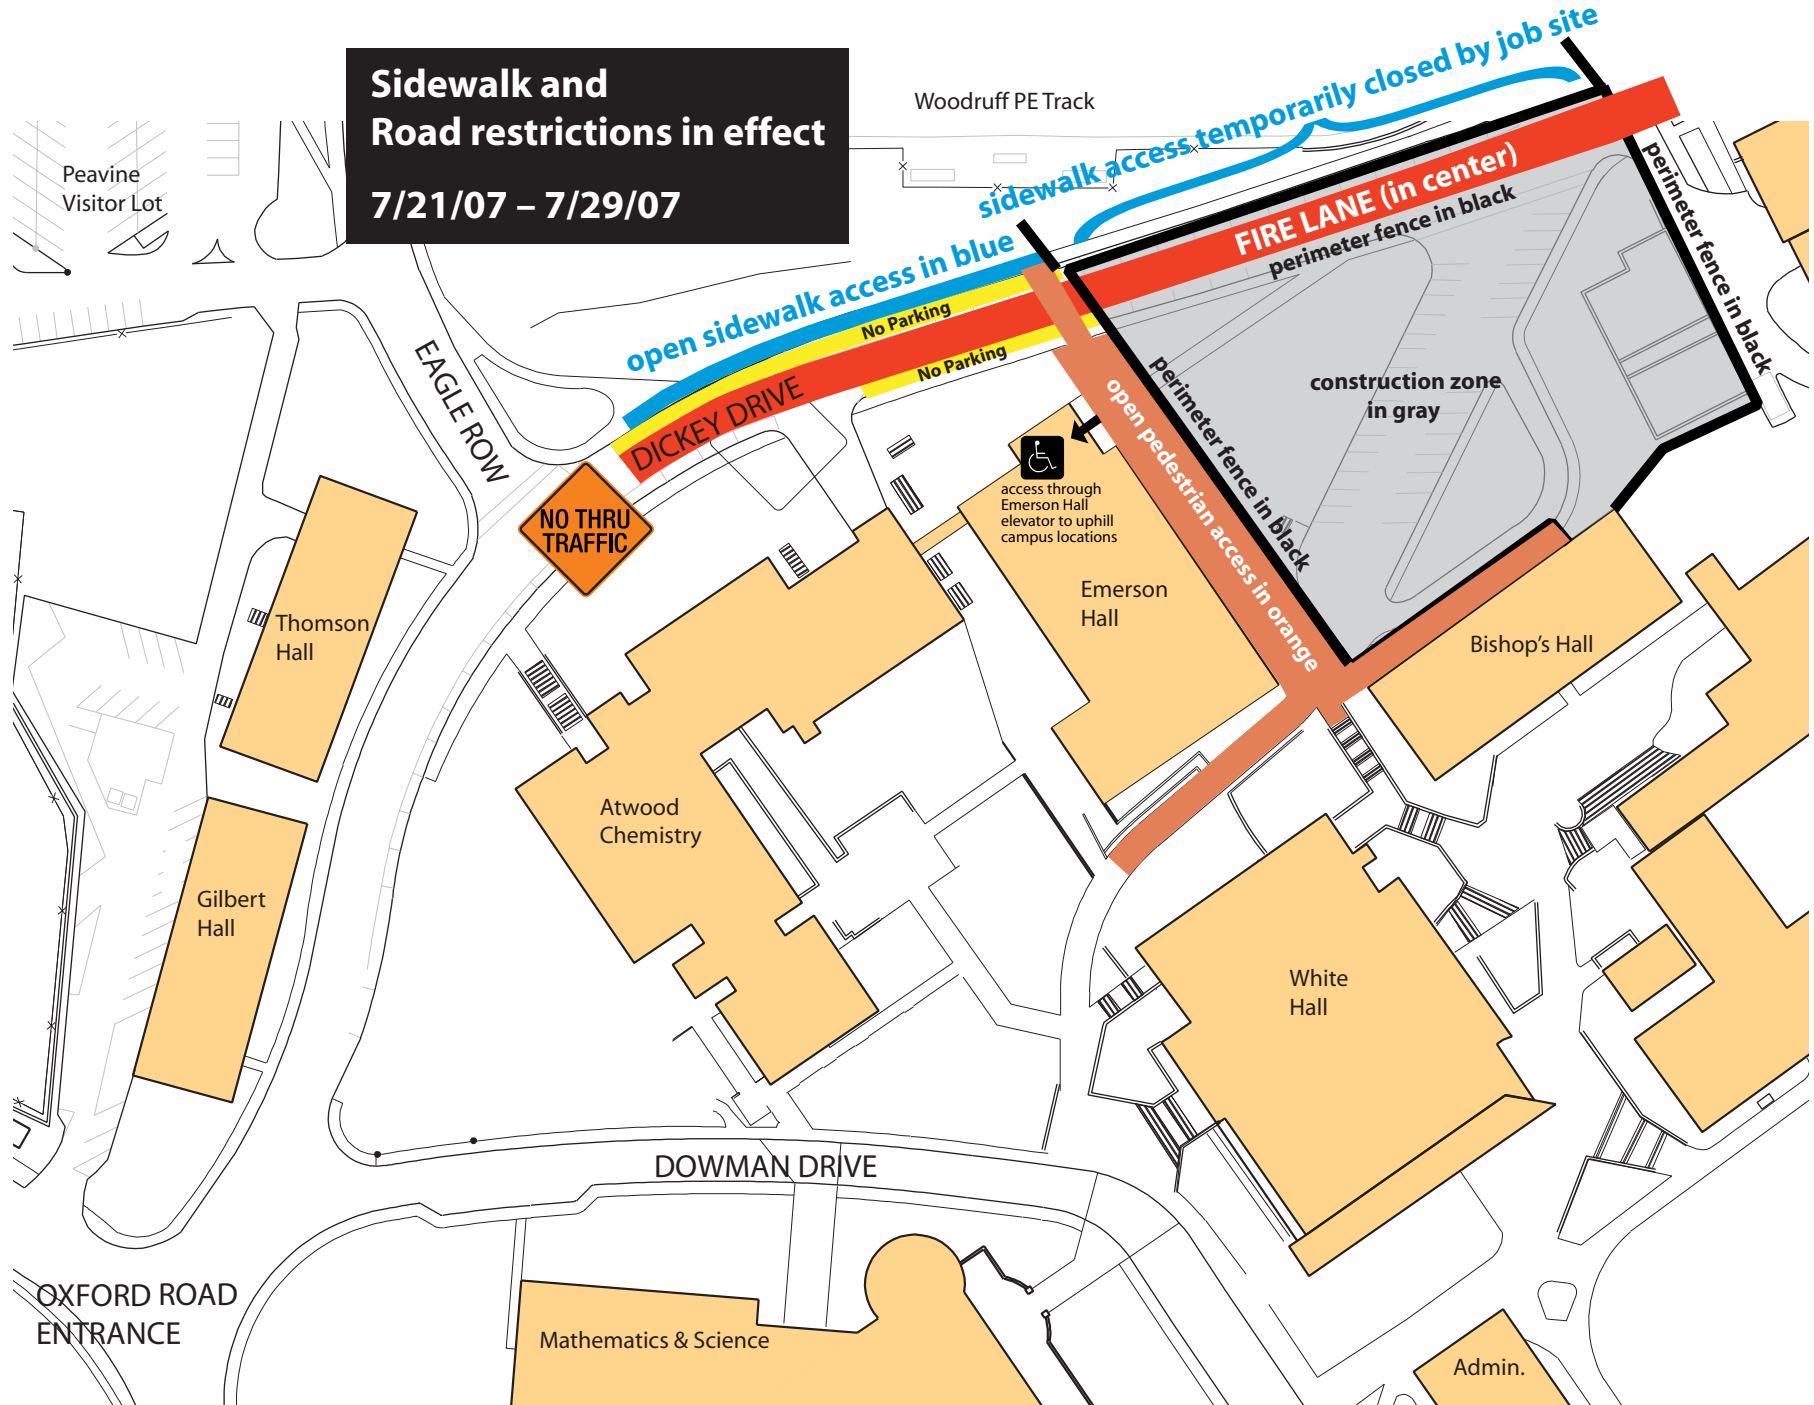 Sidewalk and
Road restrictions in effect
7/21/07 – 7/29/07
Peavine
Visitor Lot
Woodruff PE Track
sidewalk access temporarily closed by job site
open sidewalk access in blue
No Parking
No Parking
FIRE LANE (in center)
perimeter fence in black
perimeter fence in black
perimeter fence in black
construction zone
in gray
open pedestrian access in orange
EAGLE ROW
DICKEY DRIVE
NO THRU
TRAFFIC
access through
Emerson Hall
elevator to uphill
campus locations
Emerson
Hall
Bishop's Hall
Thomson
Hall
Atwood
Chemistry
Gilbert
Hall
White
Hall
DOWMAN DRIVE
OXFORD ROAD
ENTRANCE
Mathematics & Science
Admin.